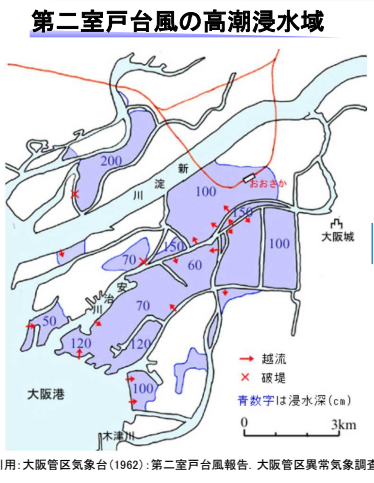 第二室戸台風の高潮浸水域
200
新
淀
川
おおさか
100
150
大阪城
150
100
70
60
安
治
川
70
50
120
120
大阪港
100
木津川
越流
破堤
青数字は浸水深(cm)
0 3km
引用:大阪管区気象台(1962):第二室戸台風報告. 大阪管区異常気象調査